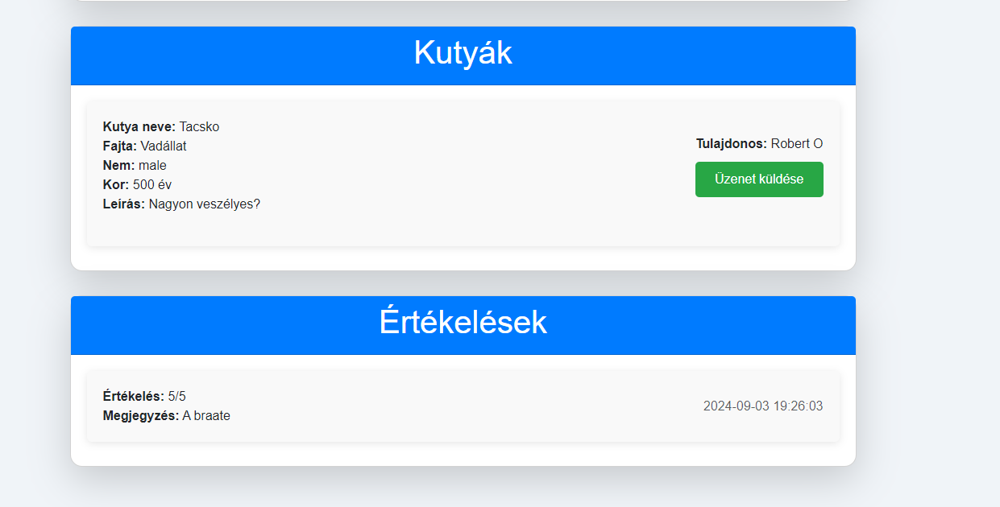 Kutyák
Kutya neve: Tacsko
Fajta: Vadállat
Nem: male
Kor: 500 év
Leírás: Nagyon veszélyes?
Tulajdonos: Robert O
Üzenet küldése
Értékelések
Értékelés: 5/5
Megjegyzés: A braate
2024-09-03 19:26:03